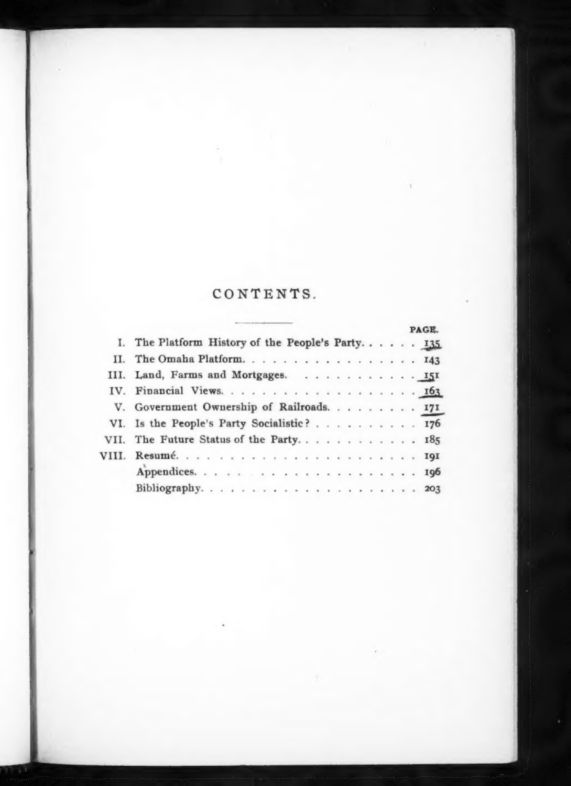 CONTENTS.
PAGE.
I. The Platform History of the People's Party. . . . . . 135
II. The Omaha Platform. . . . . . . . . . . . . . . . . 143
III. Land, Farms and Mortgages. . . . . . . . . . . . 151
IV. Financial Views. . . . . . . . . . . . . . . . . . . 163
V. Government Ownership of Railroads. . . . . . . . . 171
VI. Is the People's Party Socialistic? . . . . . . . . . . 176
VII. The Future Status of the Party. . . . . . . . . . . . 185
VIII. Resumé. . . . . . . . . . . . . . . . . . . . . . . 191
Appendices. . . . . . . . . . . . . . . . . . . . . 196
Bibliography. . . . . . . . . . . . . . . . . . . . . 203